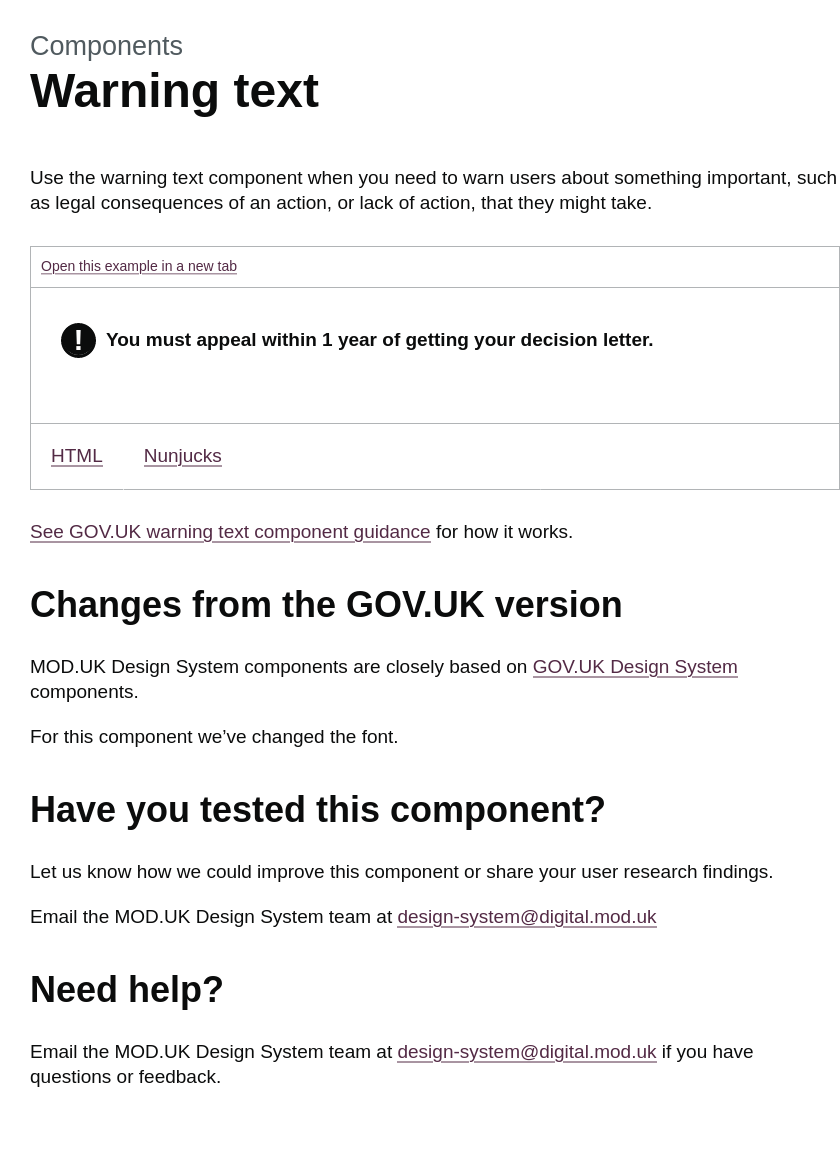 Components
Warning text
Use the warning text component when you need to warn users about something important, such
as legal consequences of an action, or lack of action, that they might take.
Open this example in a new tab
! You must appeal within 1 year of getting your decision letter.
HTML Nunjucks
See GOV.UK warning text component guidance for how it works.
Changes from the GOV.UK version
MOD.UK Design System components are closely based on GOV.UK Design System
components.
For this component we’ve changed the font.
Have you tested this component?
Let us know how we could improve this component or share your user research findings.
Email the MOD.UK Design System team at design-system@digital.mod.uk
Need help?
Email the MOD.UK Design System team at design-system@digital.mod.uk if you have
questions or feedback.